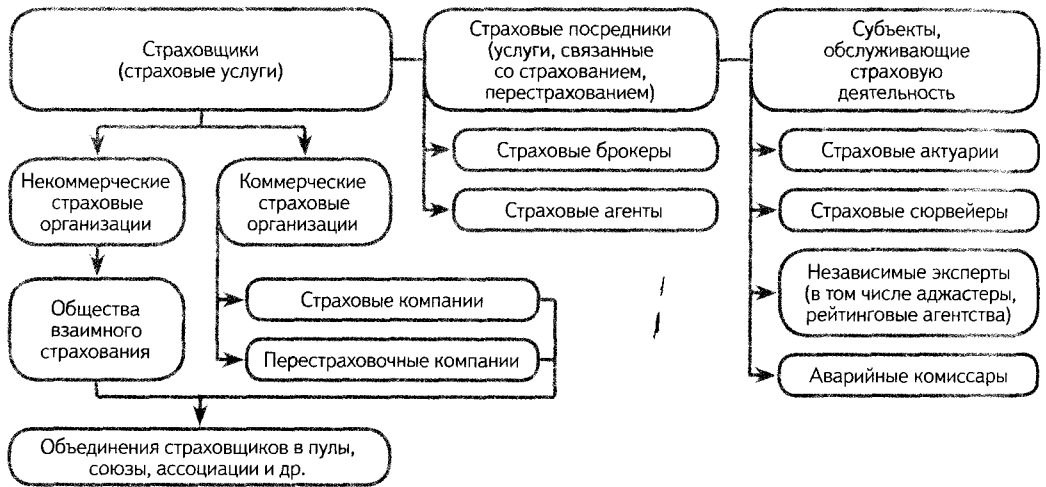 Страховщики
(страховые услуги)
Страховые посредники
(услуги, связанные
со страхованием,
перестрахованием)
Субъекты,
обслуживающие
страховую
деятельность
Некоммерческие
страховые
организации
Коммерческие
страховые
организации
Страховые брокеры
Страховые агенты
Страховые актуарии
Страховые сюрвейеры
Независимые эксперты
(в том числе аджастеры,
рейтинговые агентства)
Аварийные комиссары
Общества
взаимного
страхования
Страховые компании
Перестраховочные компании
Объединения страховщиков в пулы,
союзы, ассоциации и др.